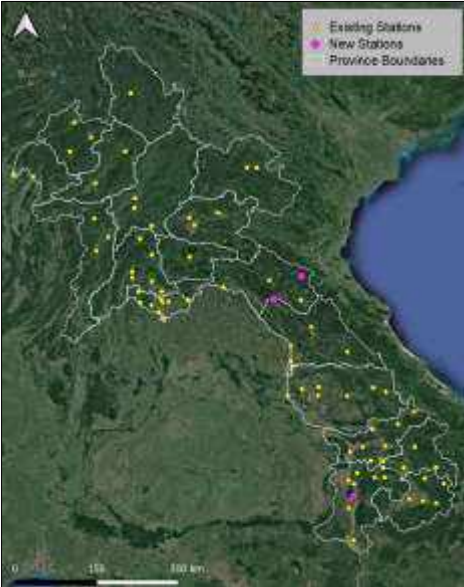 Existing Stations
New Stations
Province Boundaries
0 150 300 km